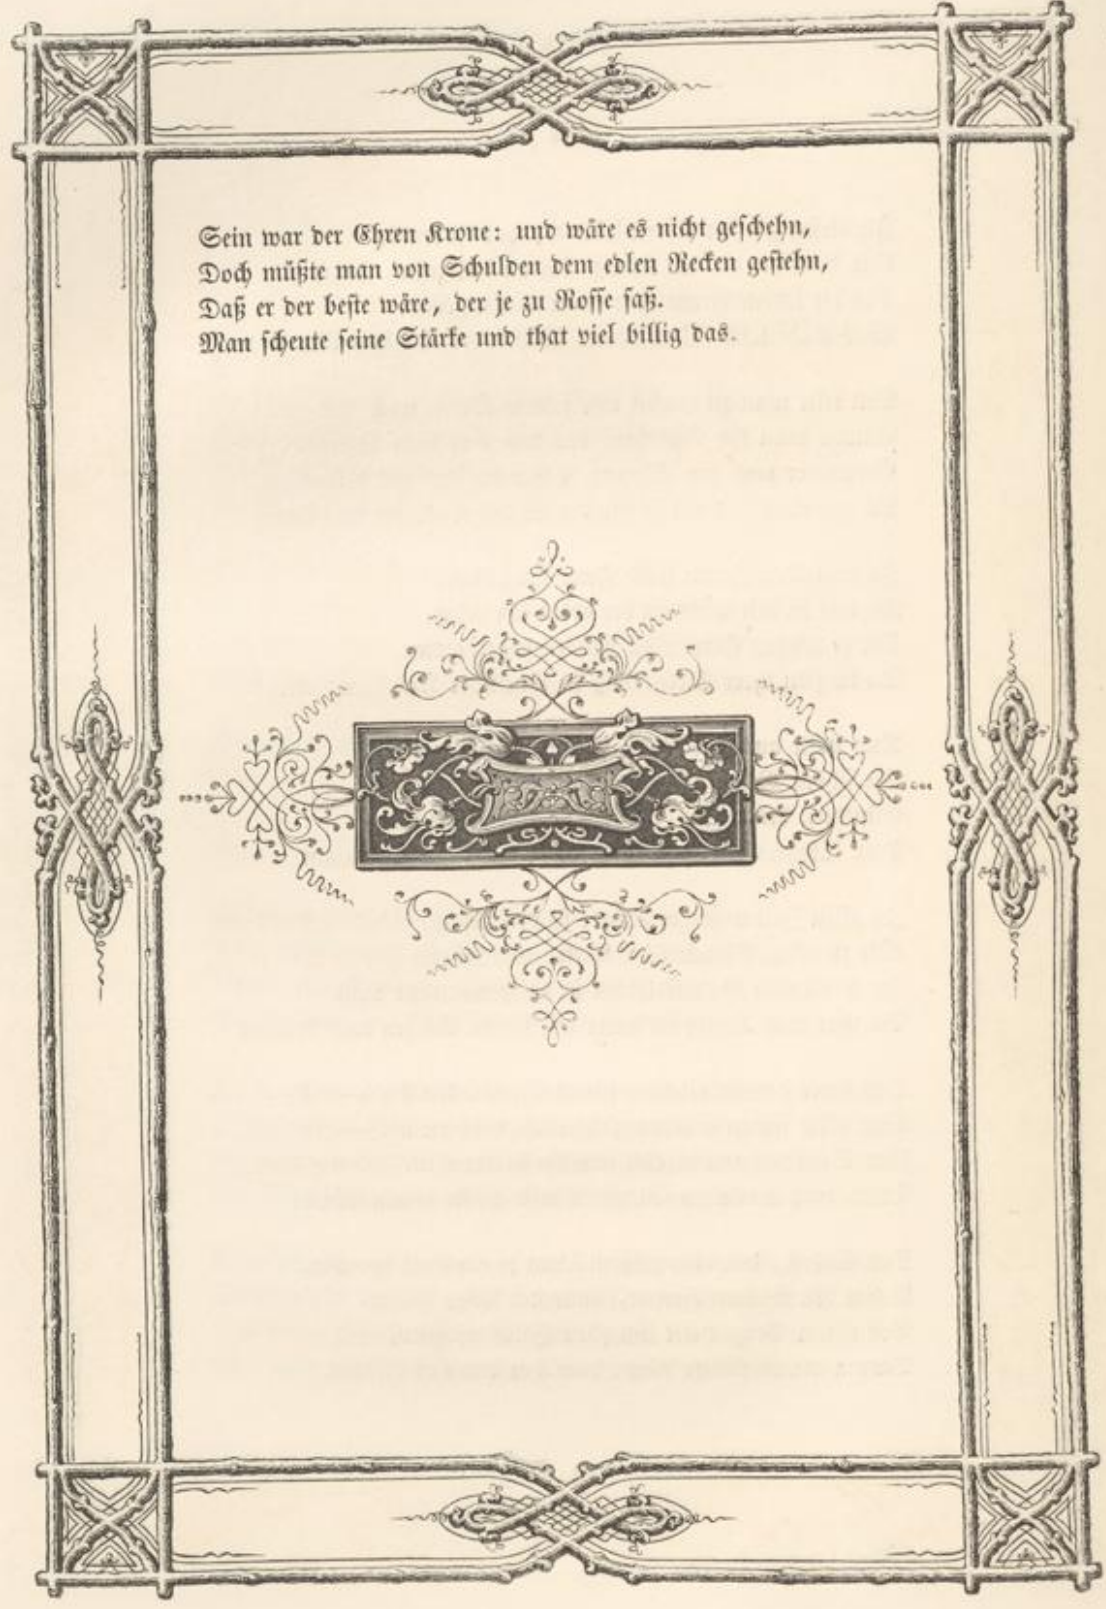 Sein war der Ehren Krone: und wäre es nicht geschehn,
Doch müßte man von Schulden dem edlen Recken gestehn,
Daß er der beste wäre, der je zu Rosse saß.
Man scheute seine Stärke und that viel billig das.